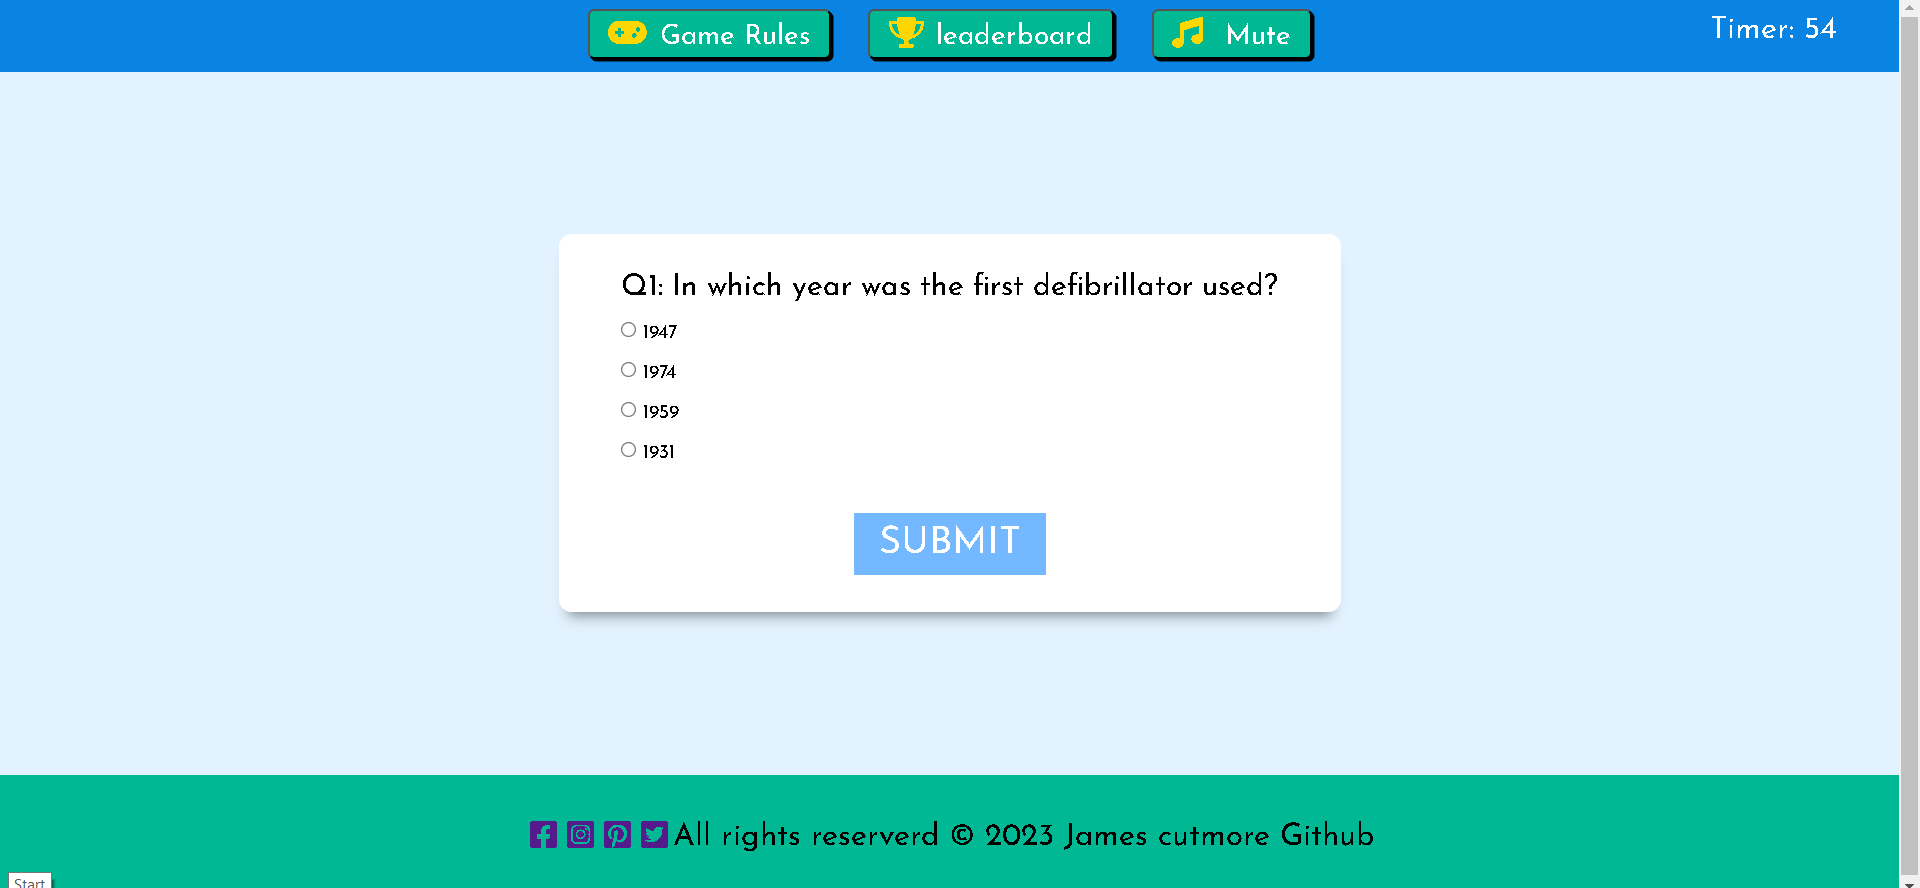 Game Rules
leaderboard
Mute
Timer: 54
Q1: In which year was the first defibrillator used?
1947
1974
1959
1931
SUBMIT
All rights reserverd © 2023 James cutmore Github
Start